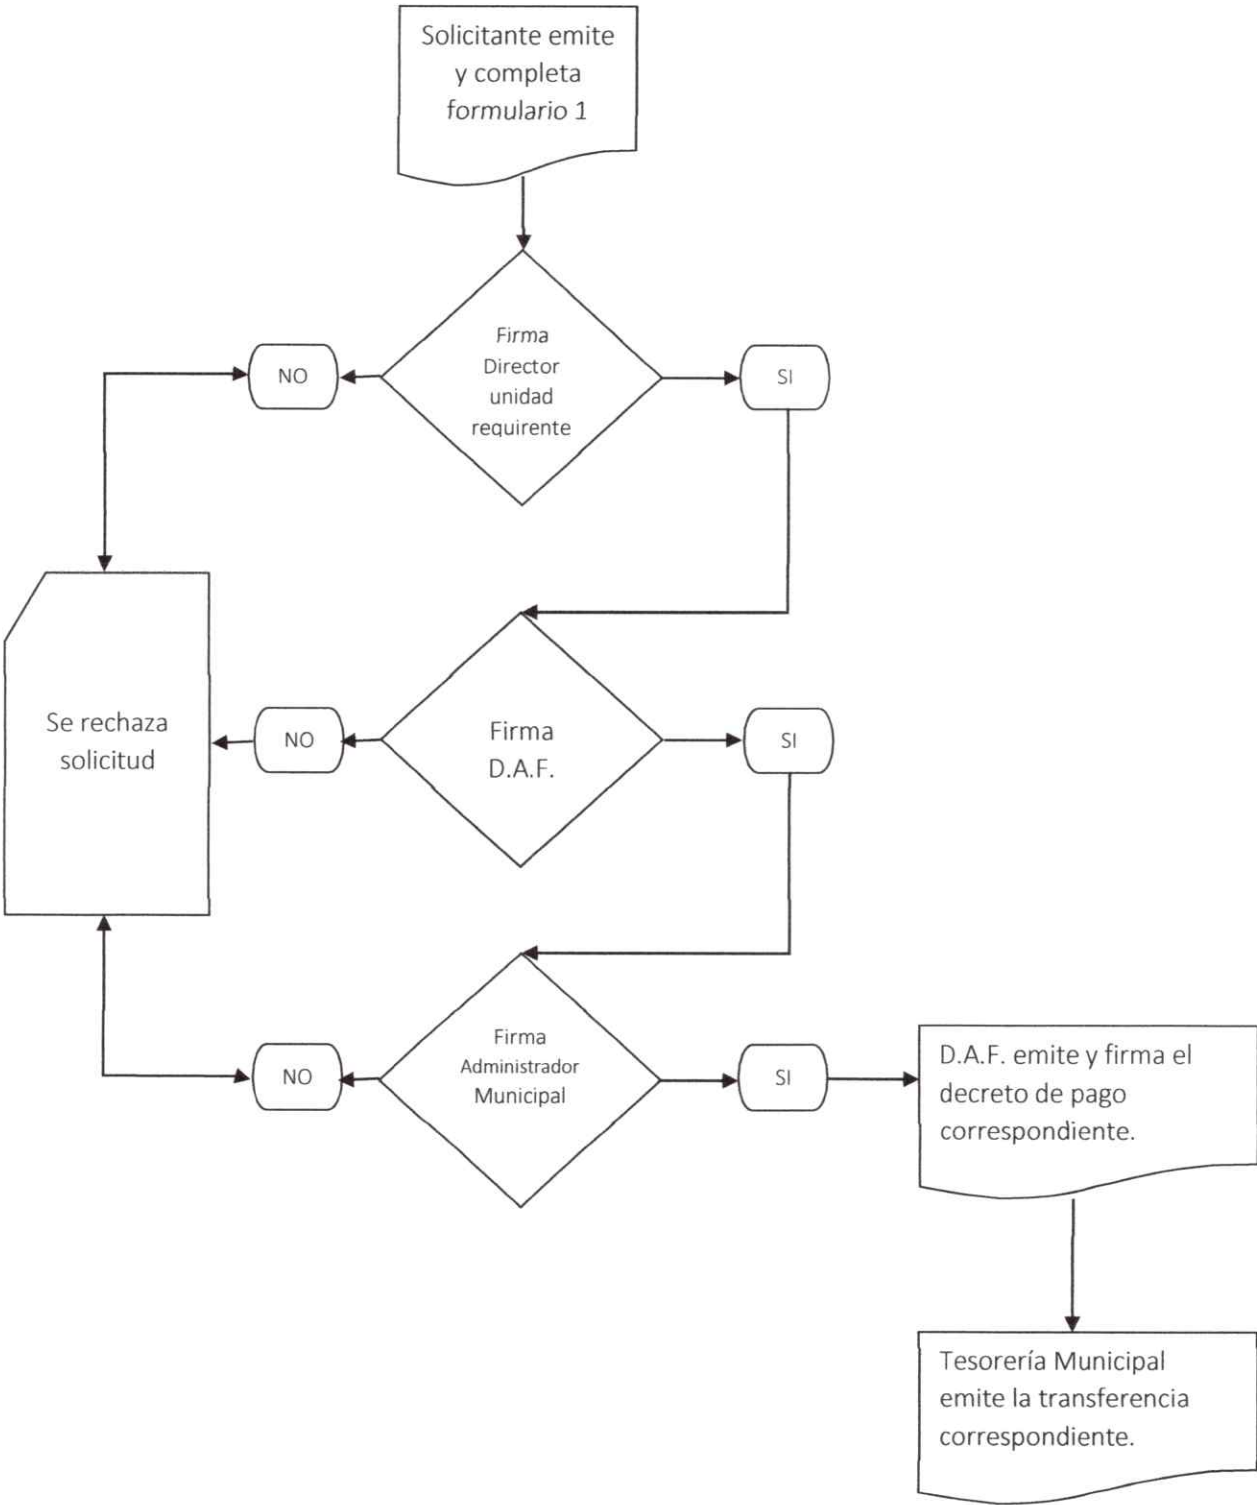 Solicitante emite
y completa
formulario 1
Firma
Director
unidad
requirente
NO
SI
Se rechaza
solicitud
NO
Firma
D.A.F.
SI
NO
Firma
Administrador
Municipal
SI
D.A.F. emite y firma el
decreto de pago
correspondiente.
Tesorería Municipal
emite la transferencia
correspondiente.